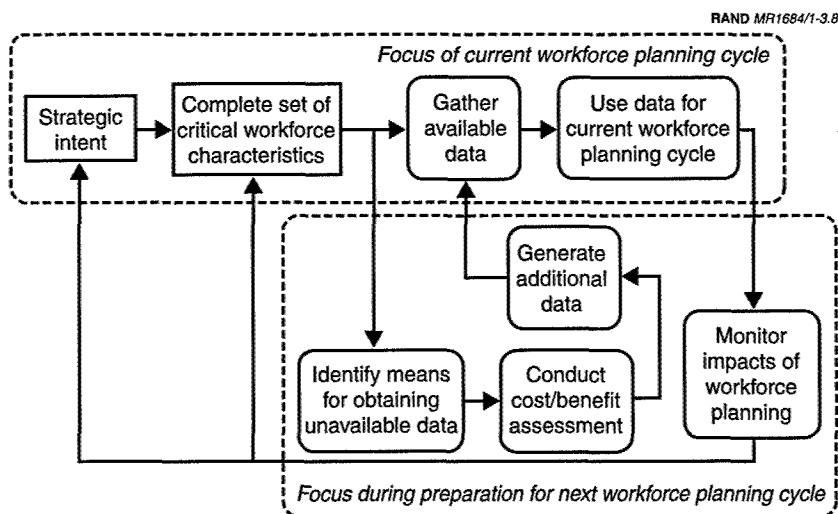 RAND MR1684/1-3.8
Focus of current workforce planning cycle
Strategic
intent
Complete set of
critical workforce
characteristics
Gather
available
data
Use data for
current workforce
planning cycle
Generate
additional
data
Identify means
for obtaining
unavailable data
Conduct
cost/benefit
assessment
Monitor
impacts of
workforce
planning
Focus during preparation for next workforce planning cycle